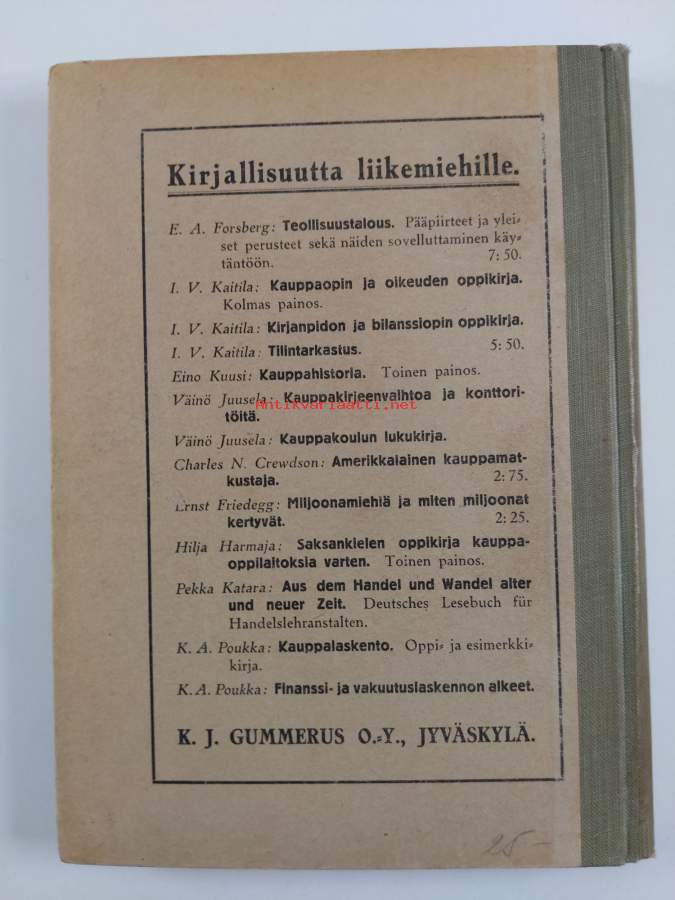 Kirjallisuutta liikemiehille.
E. A. Forsberg: Teollisuustalous. Pääpiirteet ja ylei-
set perusteet sekä näiden sovelluttaminen käy-
täntöön. 7: 50.
I. V. Kaitila: Kauppaopin ja oikeuden oppikirja.
Kolmas painos.
I. V. Kaitila: Kirjanpidon ja bilanssiopin oppikirja.
I. V. Kaitila: Tilintarkastus. 5: 50.
Eino Kuusi: Kauppahistoria. Toinen painos.
Väinö Juusela: Kauppakirjeenvaihtoa ja konttori-
töitä.
Antikvariaatti.net
Väinö Juusela: Kauppakoulun lukukirja.
Charles N. Crewdson: Amerikkalainen kauppamat-
kustaja. 2: 75.
Ernst Friedegg: Miljoonamiehiä ja miten miljoonat
kertyvät. 2: 25.
Hilja Harmaja: Saksankielen oppikirja kauppa-
oppilaitoksia varten. Toinen painos.
Pekka Katara: Aus dem Handel und Wandel alter
und neuer Zeit. Deutsches Lesebuch für
Handelslehranstalten.
K. A. Poukka: Kauppalaskento. Oppi- ja esimerkki-
kirja.
K. A. Poukka: Finanssi- ja vakuutuslaskennon alkeet.
K. J. GUMMERUS O.-Y., JYVÄSKYLÄ.
25-